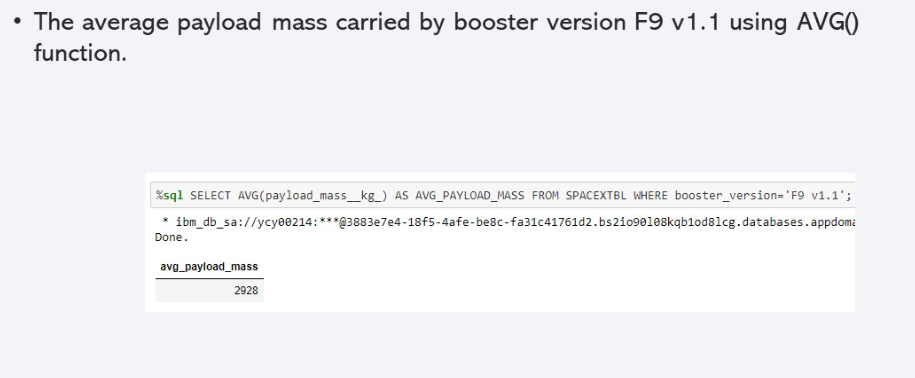 • The average payload mass carried by booster version F9 v1.1 using AVG()
function.
%sql SELECT AVG(payload_mass__kg_) AS AVG_PAYLOAD_MASS FROM SPACEXTBL WHERE booster_version='F9 v1.1';
* ibm_db_sa://ycy00214:***@3883e7e4-18f5-4afe-be8c-fa31c41761d2.bs2io90l08kqb1od8lcg.databases.appdoma
Done.
avg_payload_mass
2928